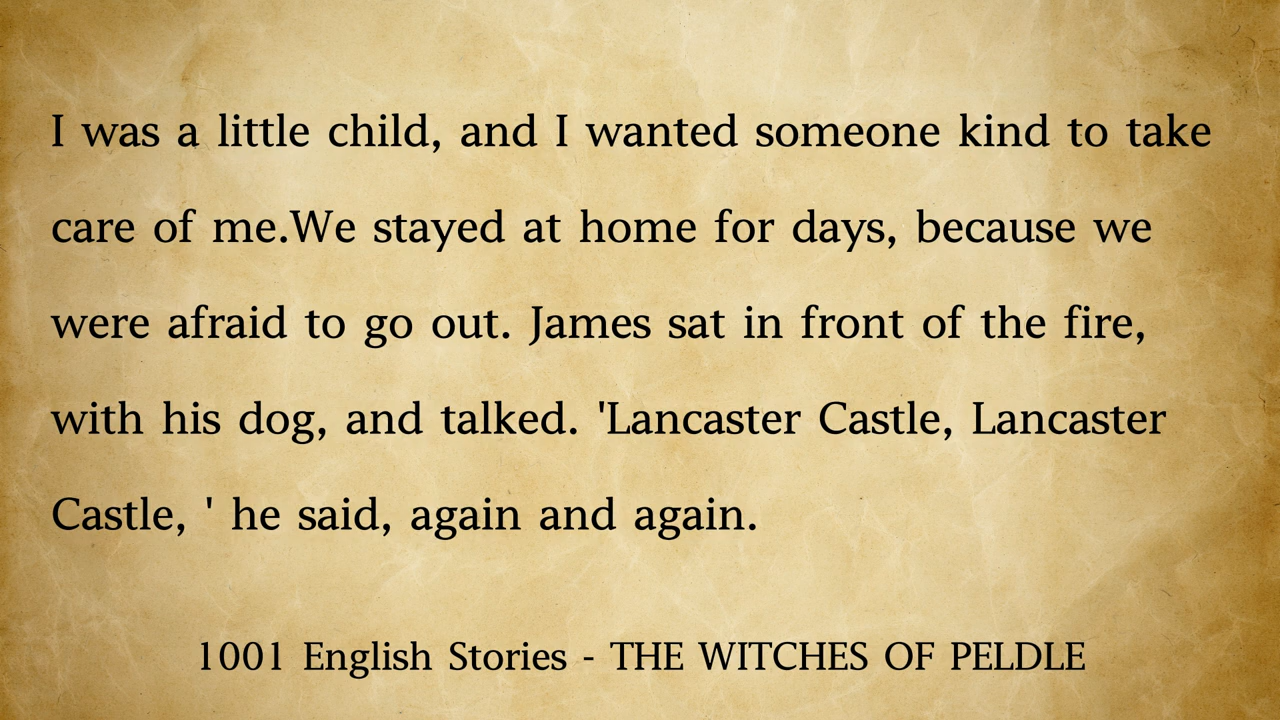 I was a little child, and I wanted someone kind to take
care of me.We stayed at home for days, because we
were afraid to go out. James sat in front of the fire,
with his dog, and talked. 'Lancaster Castle, Lancaster
Castle, ' he said, again and again.
1001 English Stories - THE WITCHES OF PELDLE